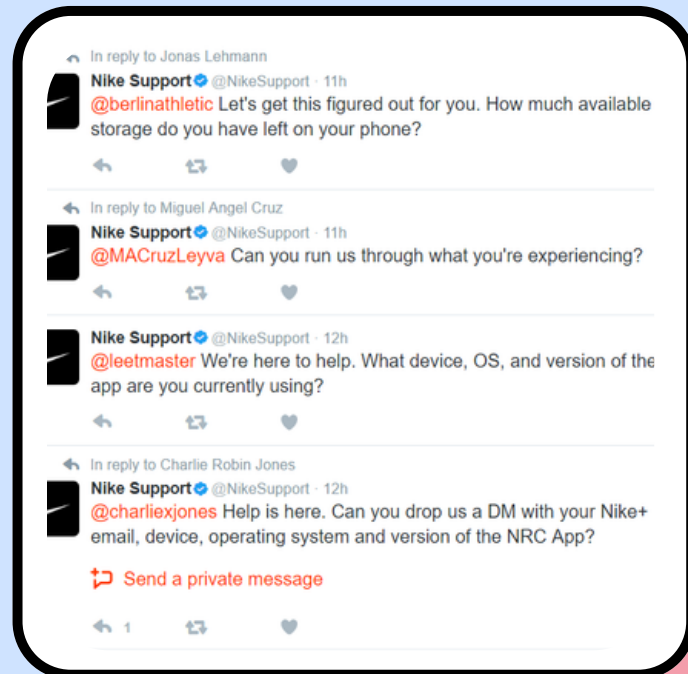 In reply to Jonas Lehmann
Nike Support @NikeSupport · 11h
@berlinathletic Let's get this figured out for you. How much available
storage do you have left on your phone?
In reply to Miguel Angel Cruz
Nike Support @NikeSupport · 11h
@MACruzLeyva Can you run us through what you're experiencing?
Nike Support @NikeSupport · 12h
@leetmaster We're here to help. What device, OS, and version of the
app are you currently using?
In reply to Charlie Robin Jones
Nike Support @NikeSupport · 12h
@charliexjones Help is here. Can you drop us a DM with your Nike+
email, device, operating system and version of the NRC App?
Send a private message
1